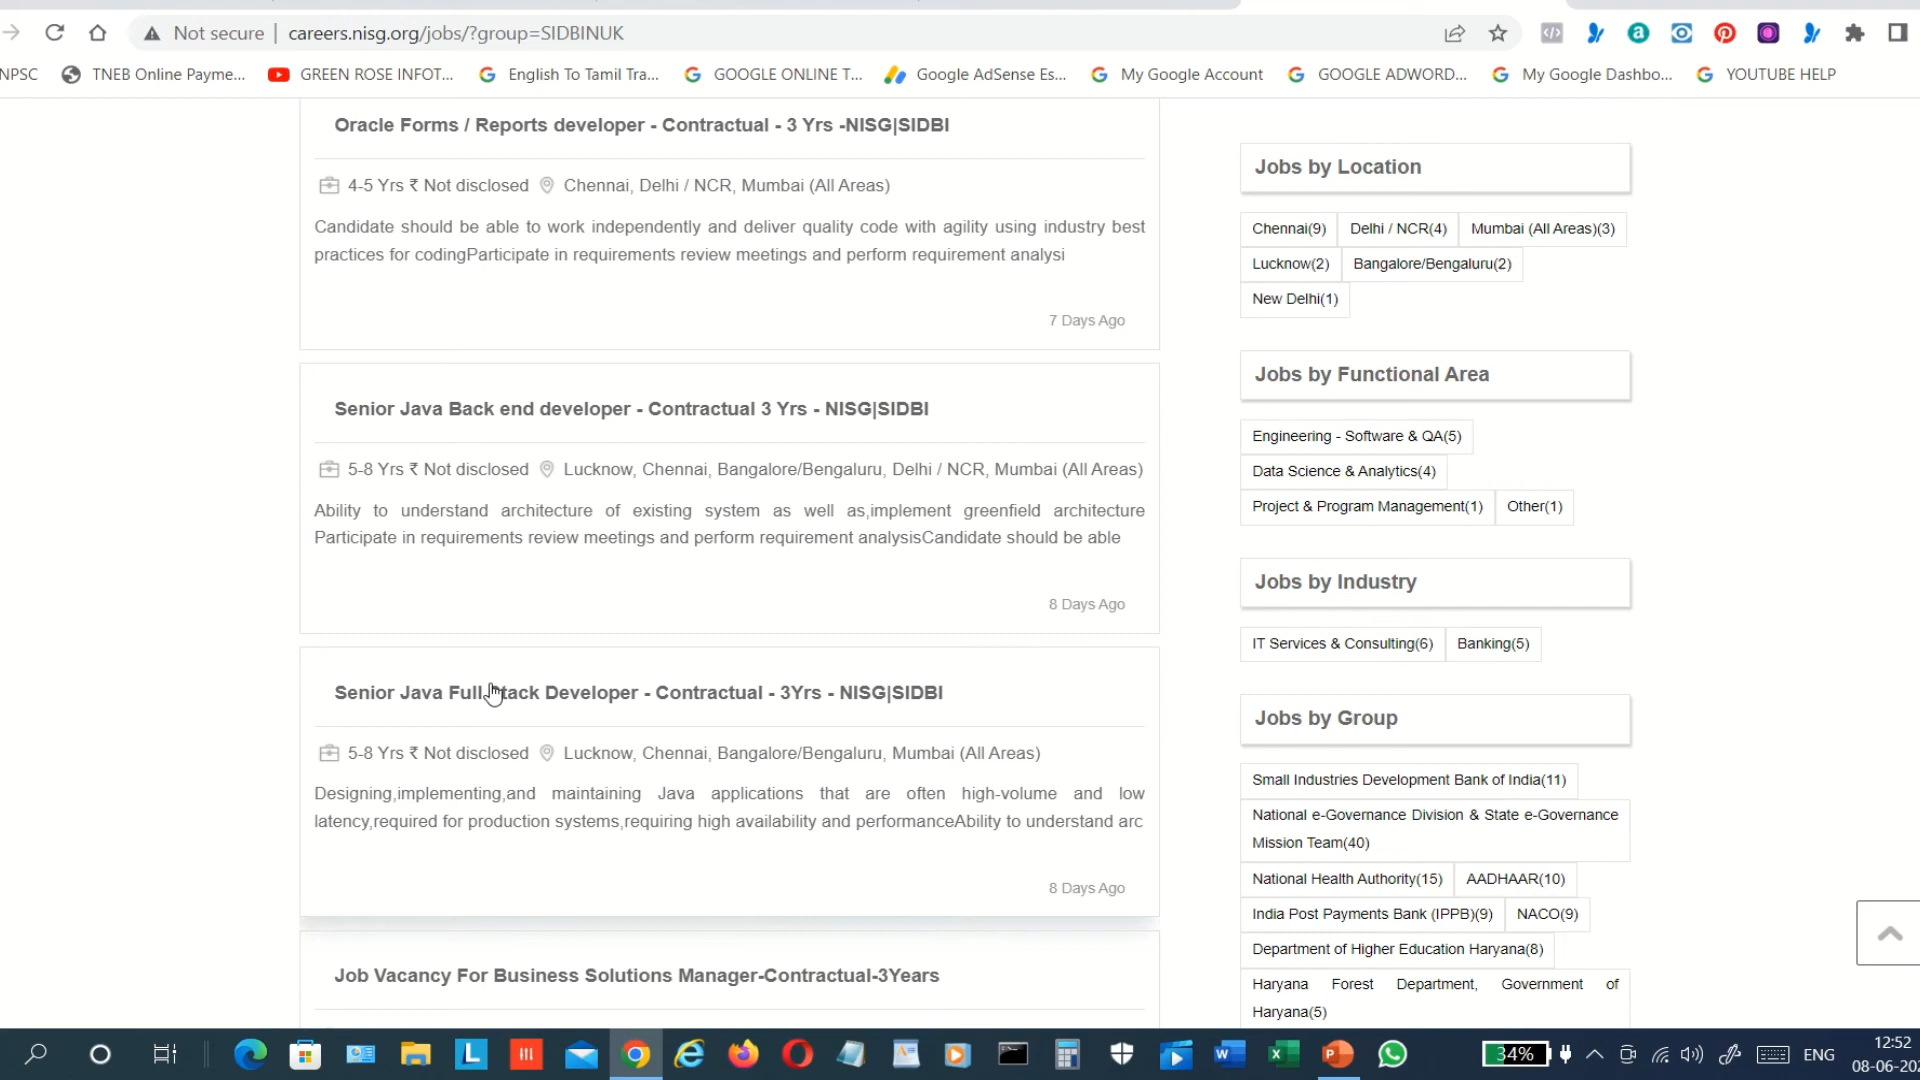 Not secure
careers.nisg.org/jobs/?group=SIDBINUK
NPSC
TNEB Online Payme...
GREEN ROSE INFOT...
English To Tamil Tra...
GOOGLE ONLINE T...
Google AdSense Es...
My Google Account
GOOGLE ADWORD...
My Google Dashbo...
YOUTUBE HELP
Oracle Forms / Reports developer - Contractual - 3 Yrs -NISG|SIDBI
4-5 Yrs ₹ Not disclosed Chennai, Delhi / NCR, Mumbai (All Areas)
Candidate should be able to work independently and deliver quality code with agility using industry best
practices for codingParticipate in requirements review meetings and perform requirement analysi
7 Days Ago
Senior Java Back end developer - Contractual 3 Yrs - NISG|SIDBI
5-8 Yrs ₹ Not disclosed Lucknow, Chennai, Bangalore/Bengaluru, Delhi / NCR, Mumbai (All Areas)
Ability to understand architecture of existing system as well as,implement greenfield architecture
Participate in requirements review meetings and perform requirement analysisCandidate should be able
8 Days Ago
Senior Java Full Stack Developer - Contractual - 3Yrs - NISG|SIDBI
5-8 Yrs ₹ Not disclosed Lucknow, Chennai, Bangalore/Bengaluru, Mumbai (All Areas)
Designing,implementing,and maintaining Java applications that are often high-volume and low
latency,required for production systems,requiring high availability and performanceAbility to understand arc
8 Days Ago
Job Vacancy For Business Solutions Manager-Contractual-3Years
Jobs by Location
Chennai(9) Delhi / NCR(4) Mumbai (All Areas)(3)
Lucknow(2) Bangalore/Bengaluru(2)
New Delhi(1)
Jobs by Functional Area
Engineering - Software & QA(5)
Data Science & Analytics(4)
Project & Program Management(1) Other(1)
Jobs by Industry
IT Services & Consulting(6) Banking(5)
Jobs by Group
Small Industries Development Bank of India(11)
National e-Governance Division & State e-Governance
Mission Team(40)
National Health Authority(15) AADHAAR(10)
India Post Payments Bank (IPPB)(9) NACO(9)
Department of Higher Education Haryana(8)
Haryana Forest Department, Government of
Haryana(5)
34%
ENG
12:52
08-06-202